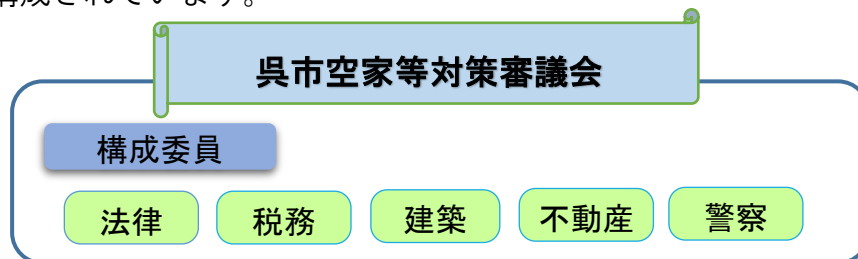 構成されています。
呉市空家等対策審議会
構成委員
法律 税務 建築 不動産 警察